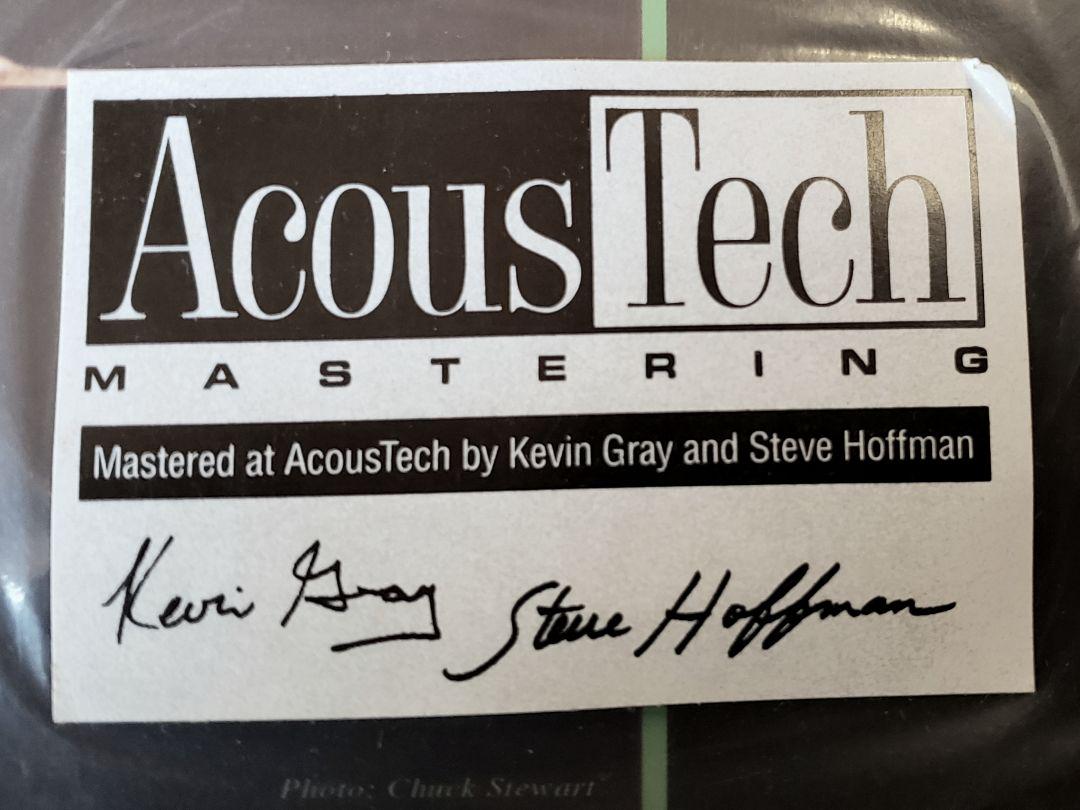 AcousTech
MASTERING
Mastered at AcousTech by Kevin Gray and Steve Hoffman
Kevin Gray Steve Hoffman
Photo: Chuck Stewart